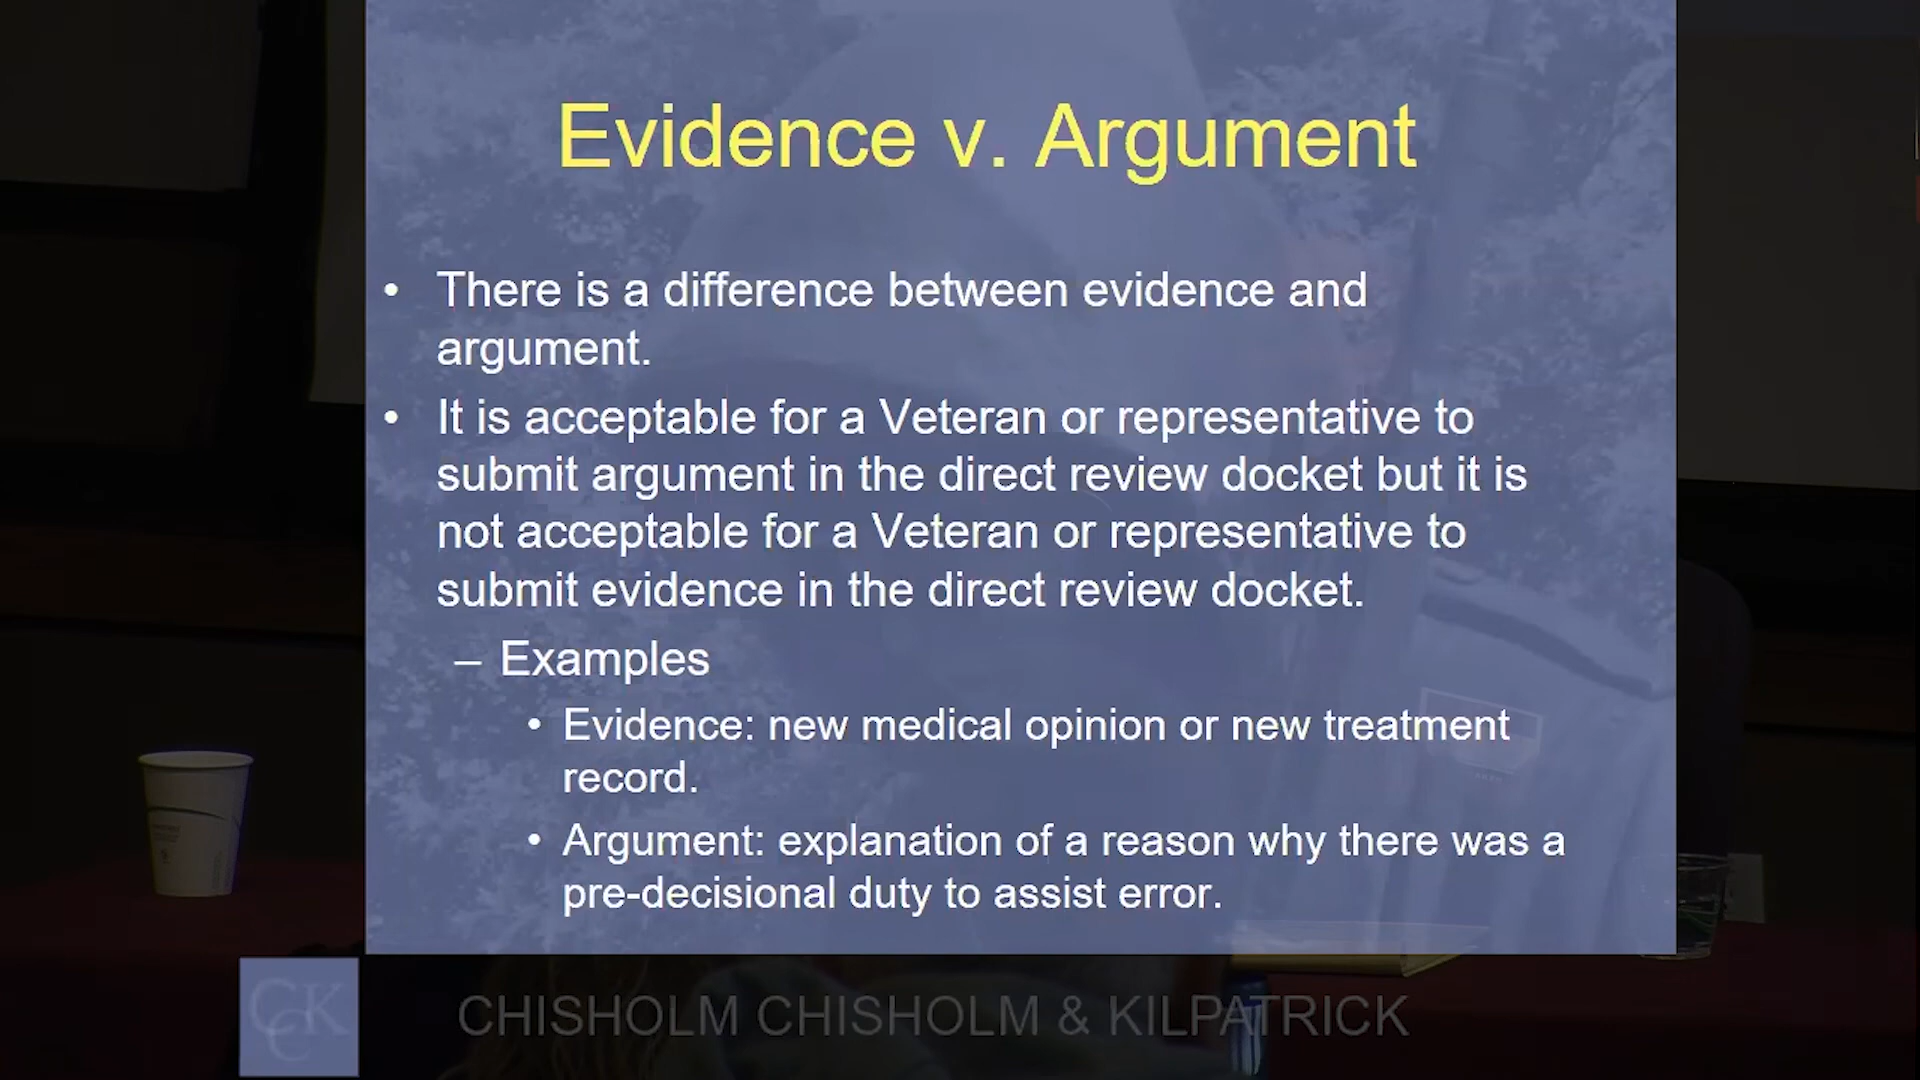 Evidence v. Argument
• There is a difference between evidence and
argument.
• It is acceptable for a Veteran or representative to
submit argument in the direct review docket but it is
not acceptable for a Veteran or representative to
submit evidence in the direct review docket.
– Examples
• Evidence: new medical opinion or new treatment
record.
• Argument: explanation of a reason why there was a
pre-decisional duty to assist error.
CCK
CHISHOLM CHISHOLM & KILPATRICK